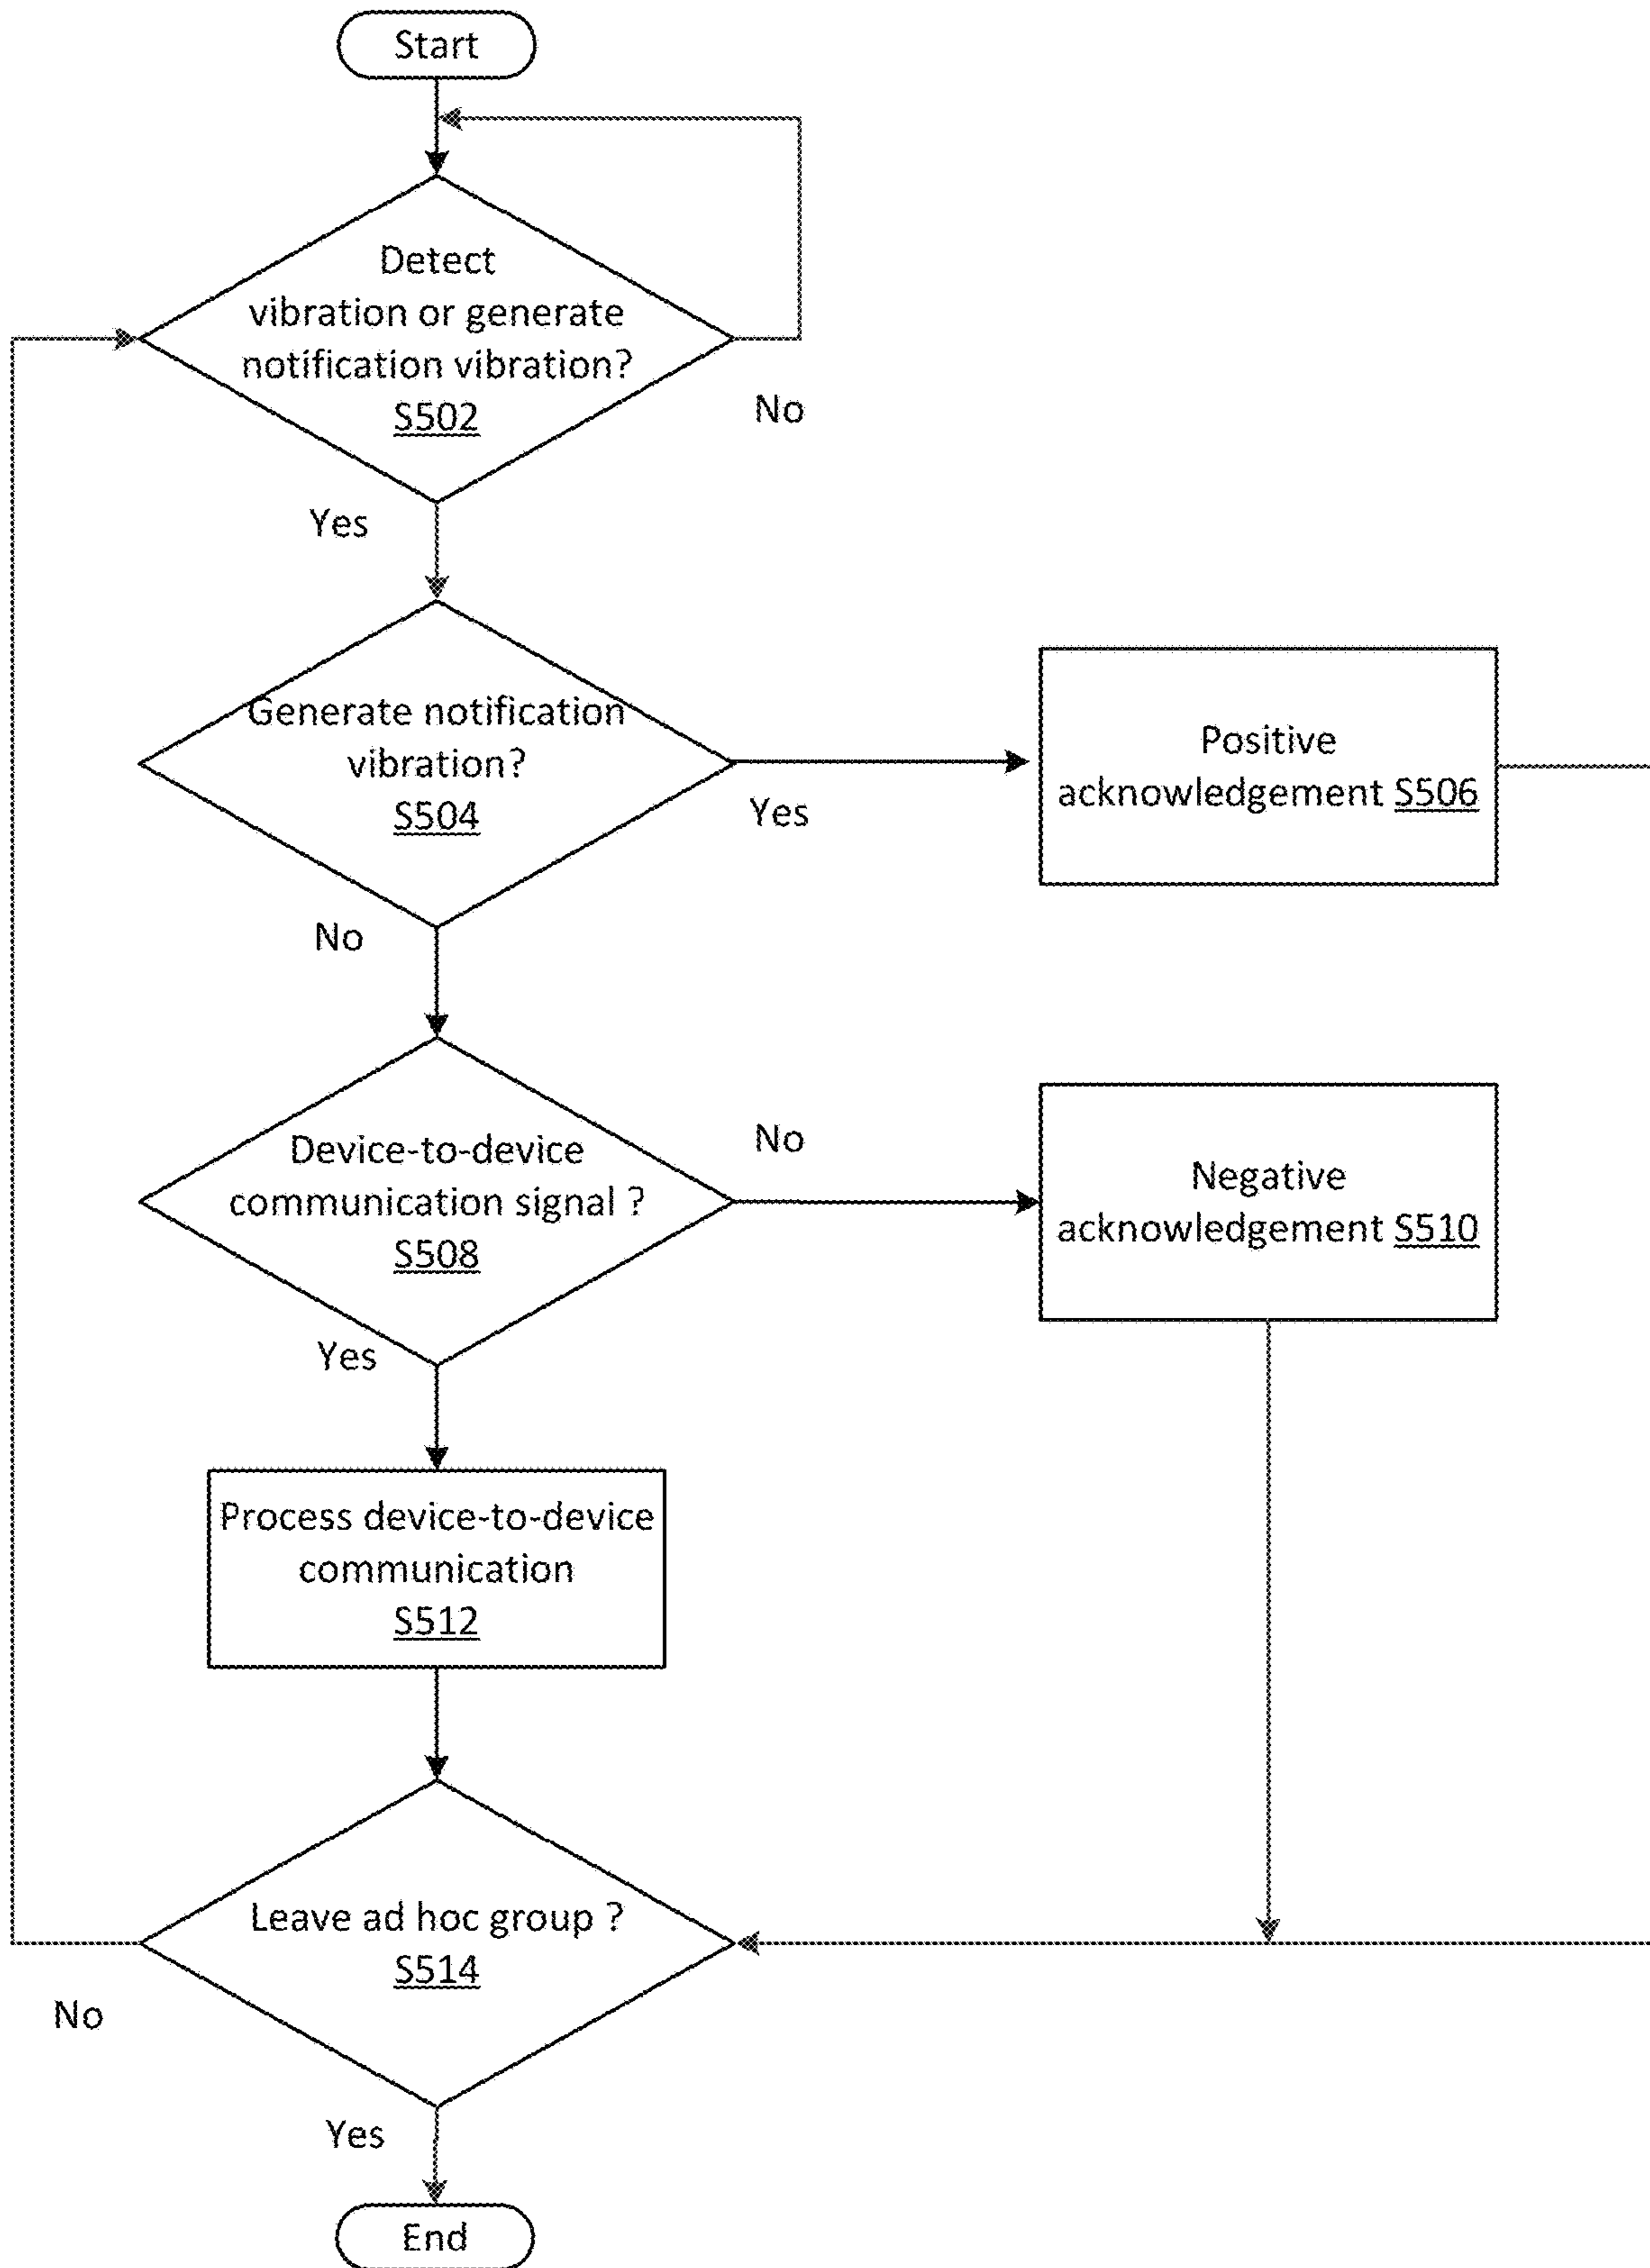 Start
Detect
vibration or generate
notification vibration?
S502
No
Yes
Generate notification
vibration?
S504
Yes
Positive
acknowledgement S506
No
Device-to-device
communication signal ?
S508
No
Negative
acknowledgement S510
Yes
Process device-to-device
communication
S512
Leave ad hoc group ?
S514
No
Yes
End